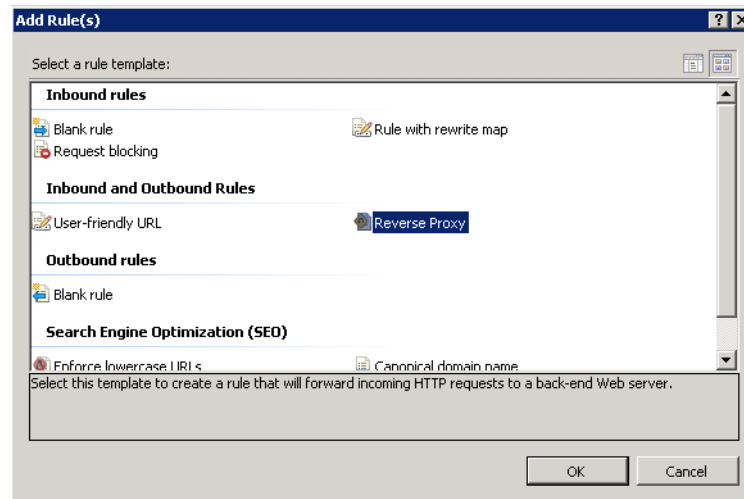 Add Rule(s)
Select a rule template:
Inbound rules
Blank rule
Rule with rewrite map
Request blocking
Inbound and Outbound Rules
User-friendly URL
Reverse Proxy
Outbound rules
Blank rule
Search Engine Optimization (SEO)
Enforce lowercase URLs
Canonical domain name
Select this template to create a rule that will forward incoming HTTP requests to a back-end Web server.
OK
Cancel